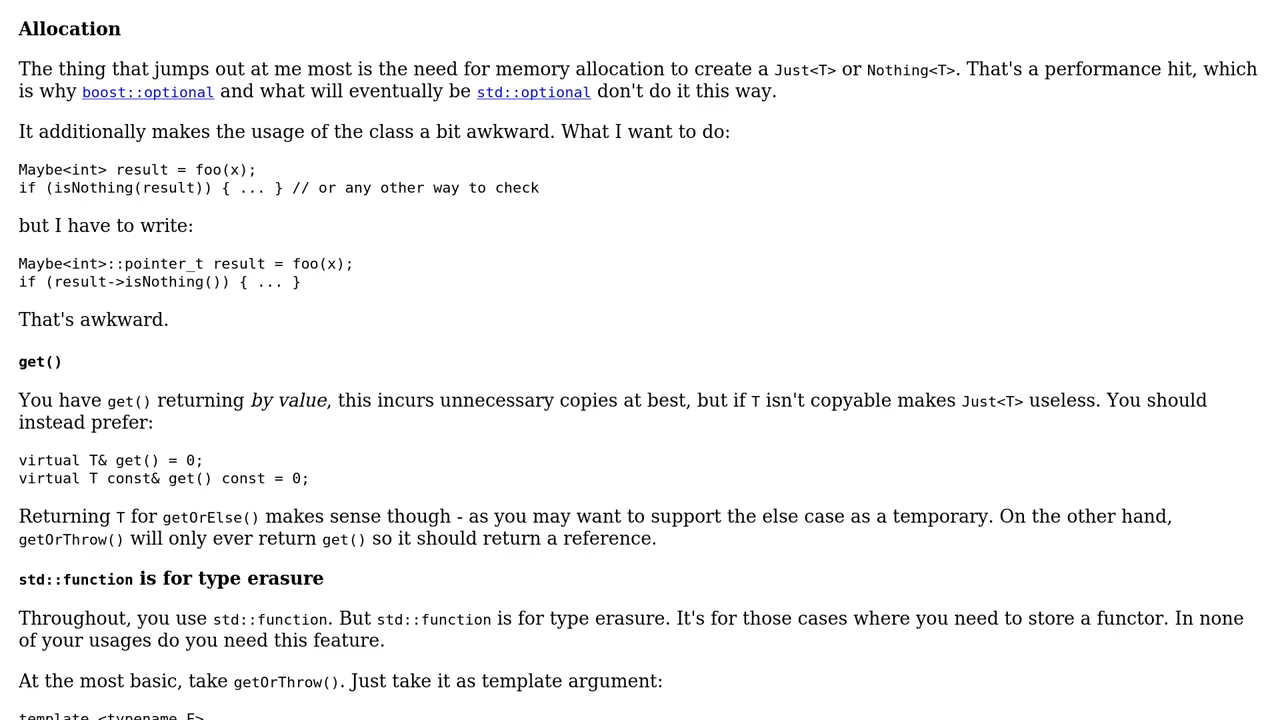 Allocation
The thing that jumps out at me most is the need for memory allocation to create a Just<T> or Nothing<T>. That's a performance hit, which
is why boost::optional and what will eventually be std::optional don't do it this way.
It additionally makes the usage of the class a bit awkward. What I want to do:
Maybe<int> result = foo(x);
if (isNothing(result)) { ... } // or any other way to check
but I have to write:
Maybe<int>::pointer_t result = foo(x);
if (result->isNothing()) { ... }
That's awkward.
get()
You have get() returning by value, this incurs unnecessary copies at best, but if T isn't copyable makes Just<T> useless. You should
instead prefer:
virtual T& get() = 0;
virtual T const& get() const = 0;
Returning T for getOrElse() makes sense though - as you may want to support the else case as a temporary. On the other hand,
getOrThrow() will only ever return get() so it should return a reference.
std::function is for type erasure
Throughout, you use std::function. But std::function is for type erasure. It's for those cases where you need to store a functor. In none
of your usages do you need this feature.
At the most basic, take getOrThrow(). Just take it as template argument:
template <typename F>